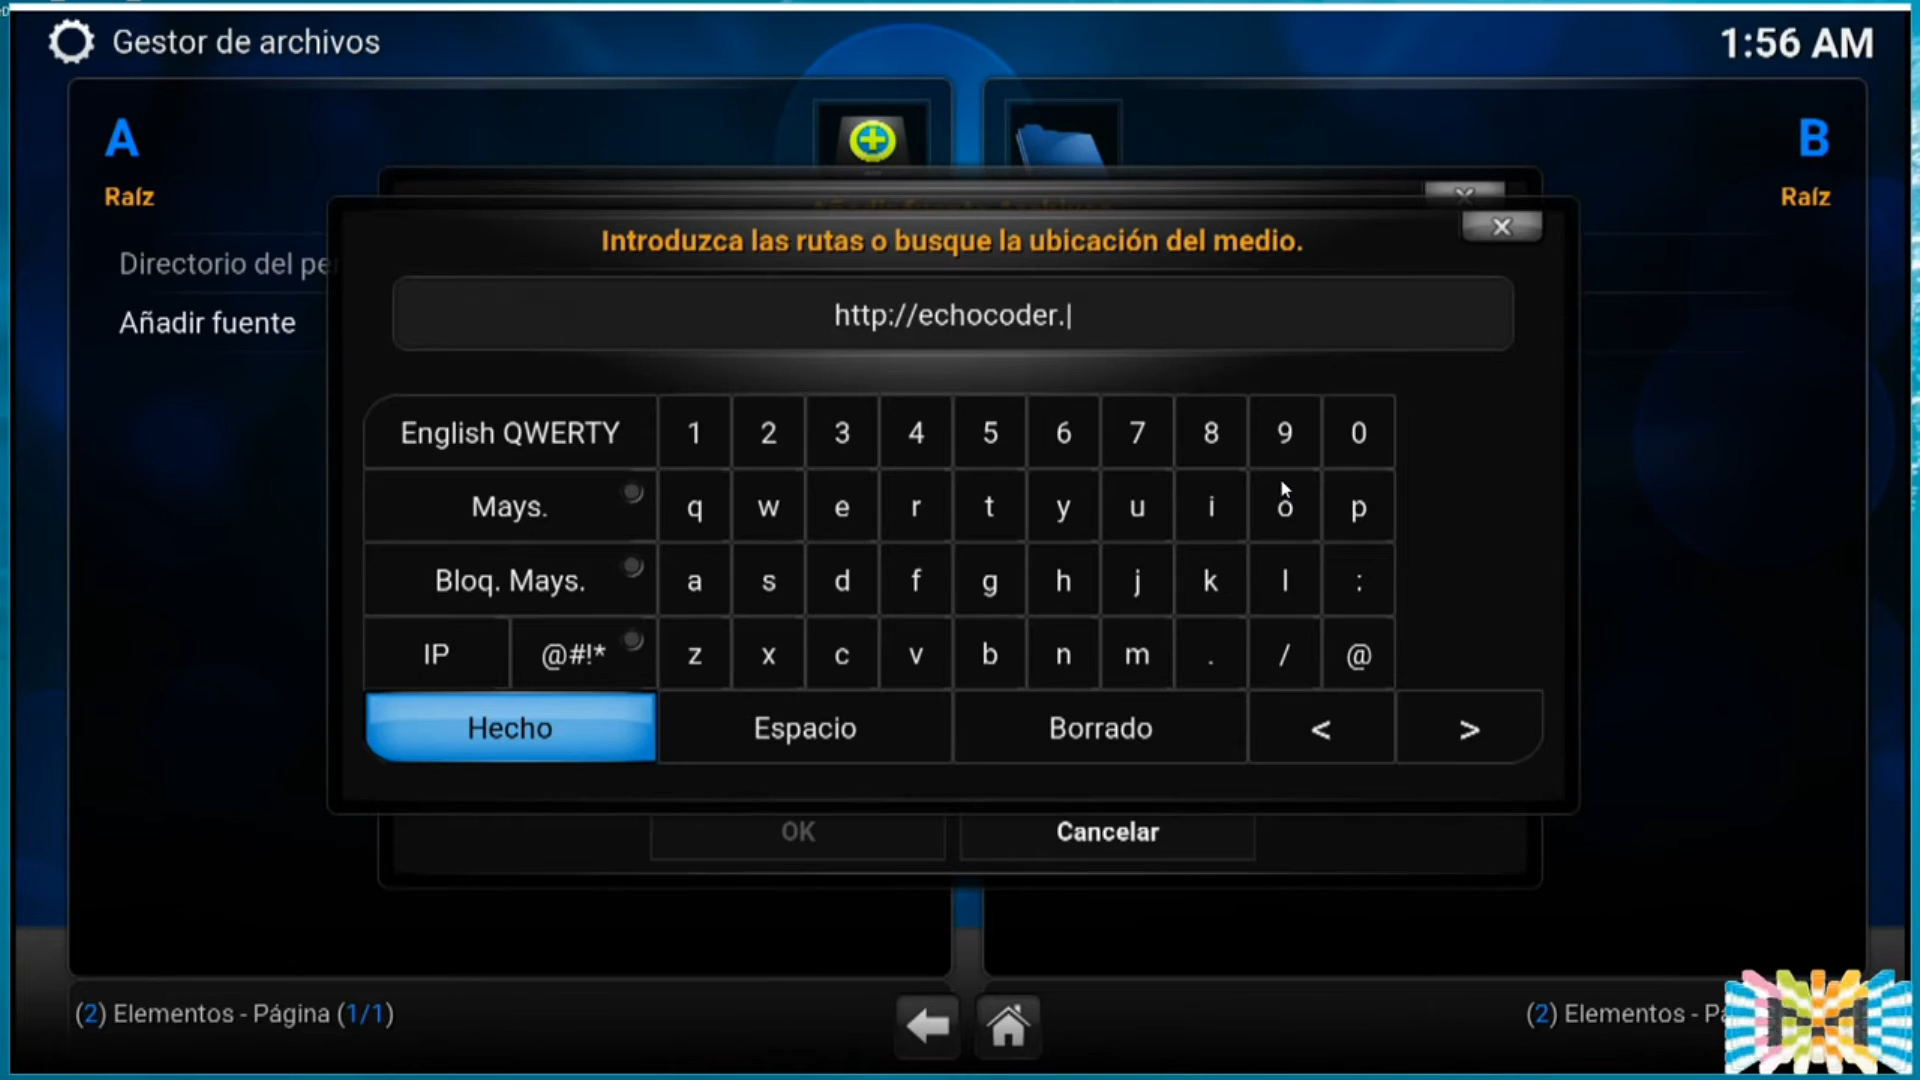 Gestor de archivos
1:56 AM
A
B
Raíz
Raíz
Directorio del pe
Añadir fuente
Introduzca las rutas o busque la ubicación del medio.
http://echocoder.
English QWERTY 1 2 3 4 5 6 7 8 9 0
Mays. q w e r t y u i o p
Bloq. Mays. a s d f g h j k l :
IP @#!* z x c v b n m . / @
Hecho Espacio Borrado < >
OK Cancelar
(2) Elementos - Página (1/1)
(2) Elementos -